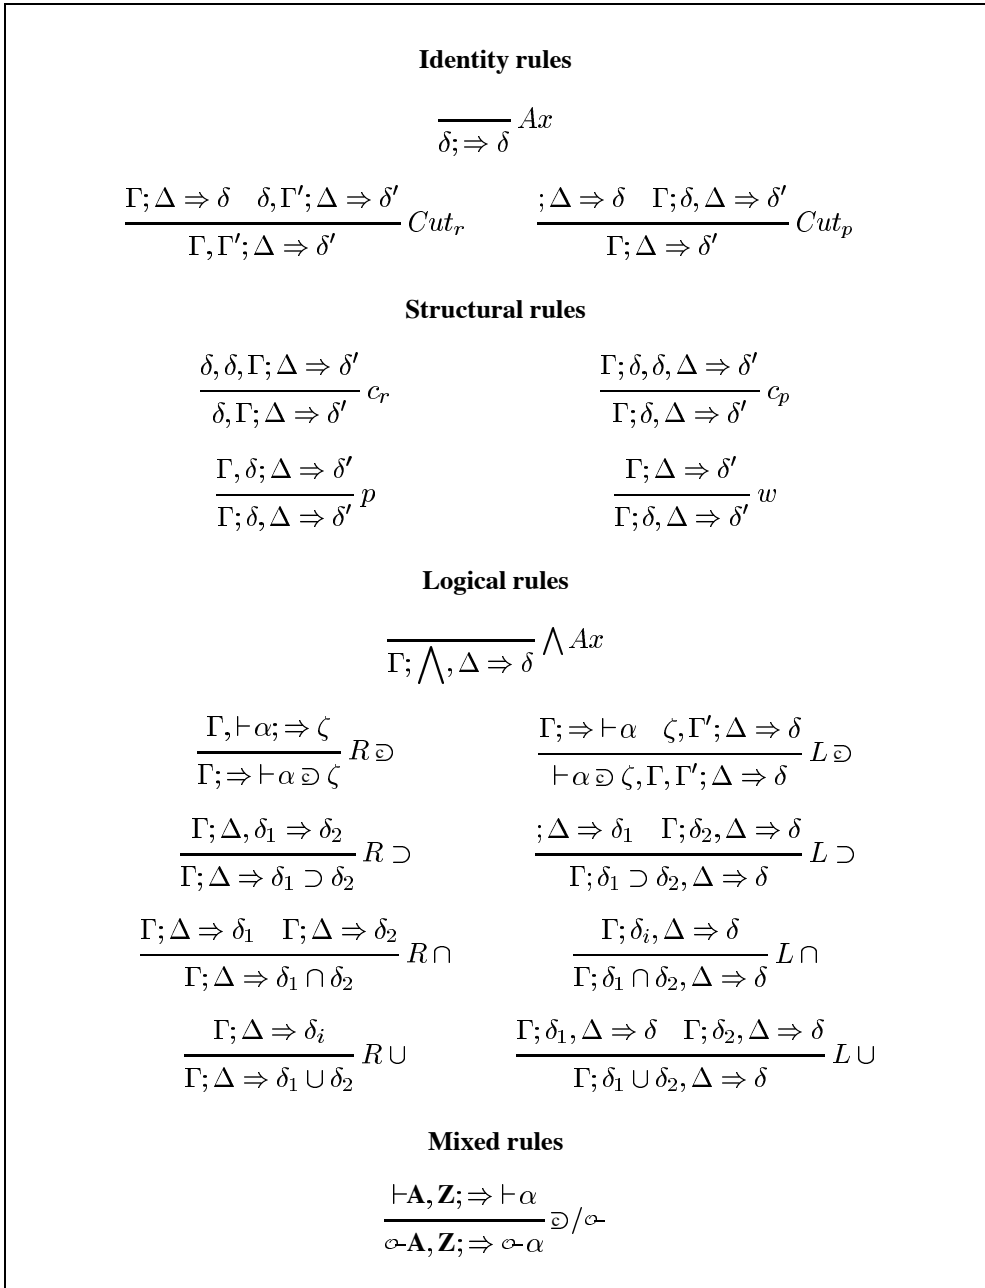 Identity rules
δ; ⇒ δ Ax
Γ; Δ ⇒ δ δ, Γ′; Δ ⇒ δ′ ; Δ ⇒ δ Γ; δ, Δ ⇒ δ′
Γ, Γ′; Δ ⇒ δ′ Cut_r Γ; Δ ⇒ δ′ Cut_p
Structural rules
δ, δ, Γ; Δ ⇒ δ′ Γ; δ, δ, Δ ⇒ δ′
δ, Γ; Δ ⇒ δ′ c_r Γ; δ, Δ ⇒ δ′ c_p
Γ, δ; Δ ⇒ δ′ Γ; Δ ⇒ δ′
Γ; δ, Δ ⇒ δ′ p Γ; δ, Δ ⇒ δ′ w
Logical rules
Γ; ⋀, Δ ⇒ δ ⋀ Ax
Γ, ⊢α; ⇒ ζ Γ; ⇒ ⊢α ζ, Γ′; Δ ⇒ δ
Γ; ⇒ ⊢α ⊃c ζ R ⊃c ⊢α ⊃c ζ, Γ, Γ′; Δ ⇒ δ L ⊃c
Γ; Δ, δ₁ ⇒ δ₂ ; Δ ⇒ δ₁ Γ; δ₂, Δ ⇒ δ
Γ; Δ ⇒ δ₁ ⊃ δ₂ R ⊃ Γ; δ₁ ⊃ δ₂, Δ ⇒ δ L ⊃
Γ; Δ ⇒ δ₁ Γ; Δ ⇒ δ₂ Γ; δᵢ, Δ ⇒ δ
Γ; Δ ⇒ δ₁ ∩ δ₂ R ∩ Γ; δ₁ ∩ δ₂, Δ ⇒ δ L ∩
Γ; Δ ⇒ δᵢ Γ; δ₁, Δ ⇒ δ Γ; δ₂, Δ ⇒ δ
Γ; Δ ⇒ δ₁ ∪ δ₂ R ∪ Γ; δ₁ ∪ δ₂, Δ ⇒ δ L ∪
Mixed rules
⊢A, Z; ⇒ ⊢α
A, Z; ⇒ α ⊃c/